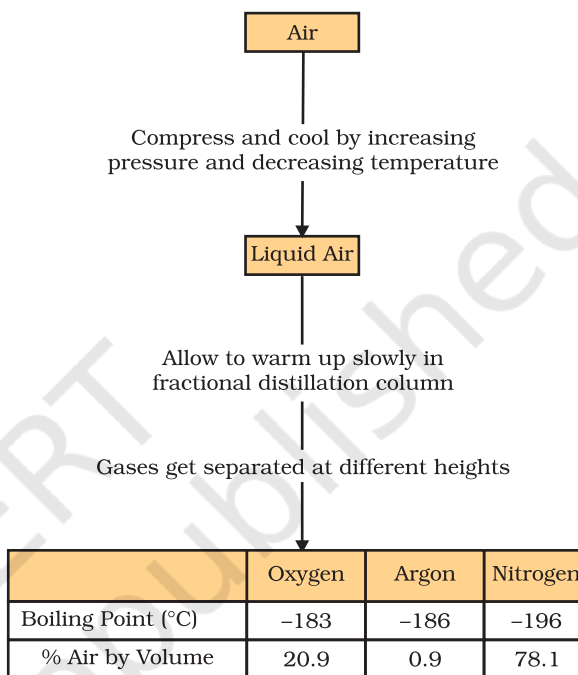 Air
Compress and cool by increasing
pressure and decreasing temperature
Liquid Air
Allow to warm up slowly in
fractional distillation column
Gases get separated at different heights
Oxygen Argon Nitrogen
Boiling Point (°C) –183 –186 –196
% Air by Volume 20.9 0.9 78.1
ERT
published